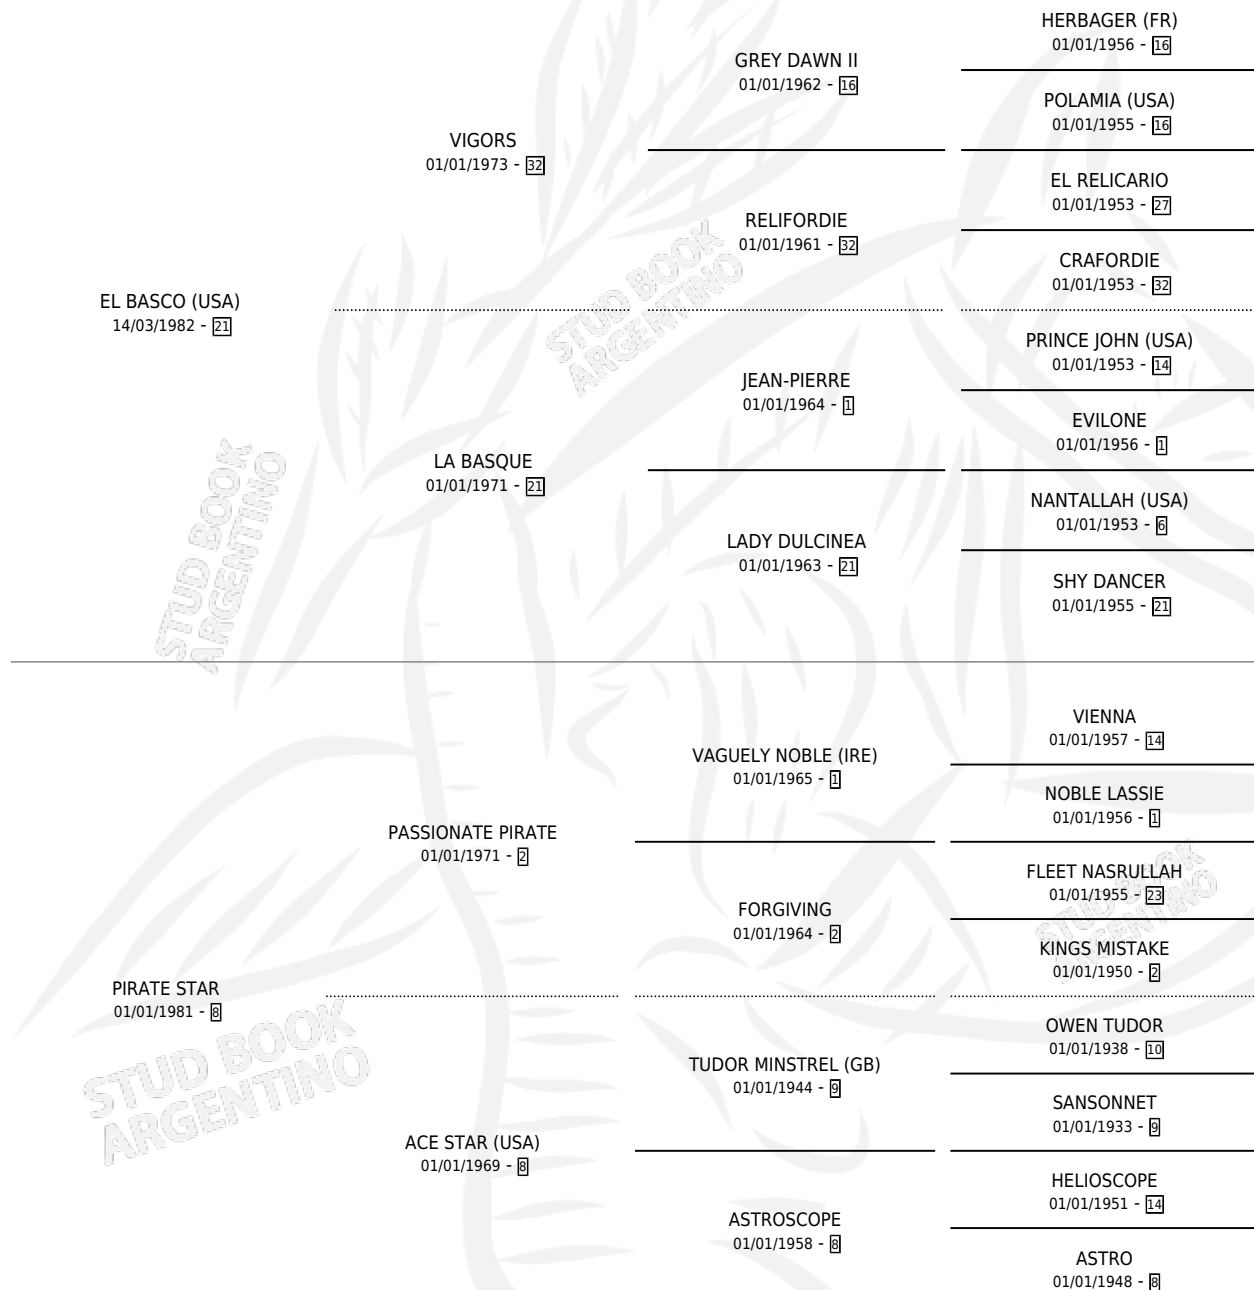 HERBAGER (FR)
01/01/1956 - 16
GREY DAWN II
01/01/1962 - 16
POLAMIA (USA)
01/01/1955 - 16
VIGORS
01/01/1973 - 32
EL RELICARIO
01/01/1953 - 27
RELIFORDIE
01/01/1961 - 32
CRAFORDIE
01/01/1953 - 32
EL BASCO (USA)
14/03/1982 - 21
STUD BOOK
ARGENTINO
PRINCE JOHN (USA)
01/01/1953 - 14
JEAN-PIERRE
01/01/1964 - 1
EVILONE
01/01/1956 - 1
LA BASQUE
01/01/1971 - 21
NANTALLAH (USA)
01/01/1953 - 6
LADY DULCINEA
01/01/1963 - 21
SHY DANCER
01/01/1955 - 21
STUD BOOK
ARGENTINO
VIENNA
01/01/1957 - 14
VAGUELY NOBLE (IRE)
01/01/1965 - 1
NOBLE LASSIE
01/01/1956 - 1
PASSIONATE PIRATE
01/01/1971 - 2
FLEET NASRULLAH
01/01/1955 - 23
STUD BOOK
ARGENTINO
FORGIVING
01/01/1964 - 2
KINGS MISTAKE
01/01/1950 - 2
PIRATE STAR
01/01/1981 - 8
OWEN TUDOR
01/01/1938 - 10
STUD BOOK
ARGENTINO
TUDOR MINSTREL (GB)
01/01/1944 - 9
SANSONNET
01/01/1933 - 9
ACE STAR (USA)
01/01/1969 - 8
HELIOSCOPE
01/01/1951 - 14
ASTROSCOPE
01/01/1958 - 8
ASTRO
01/01/1948 - 8